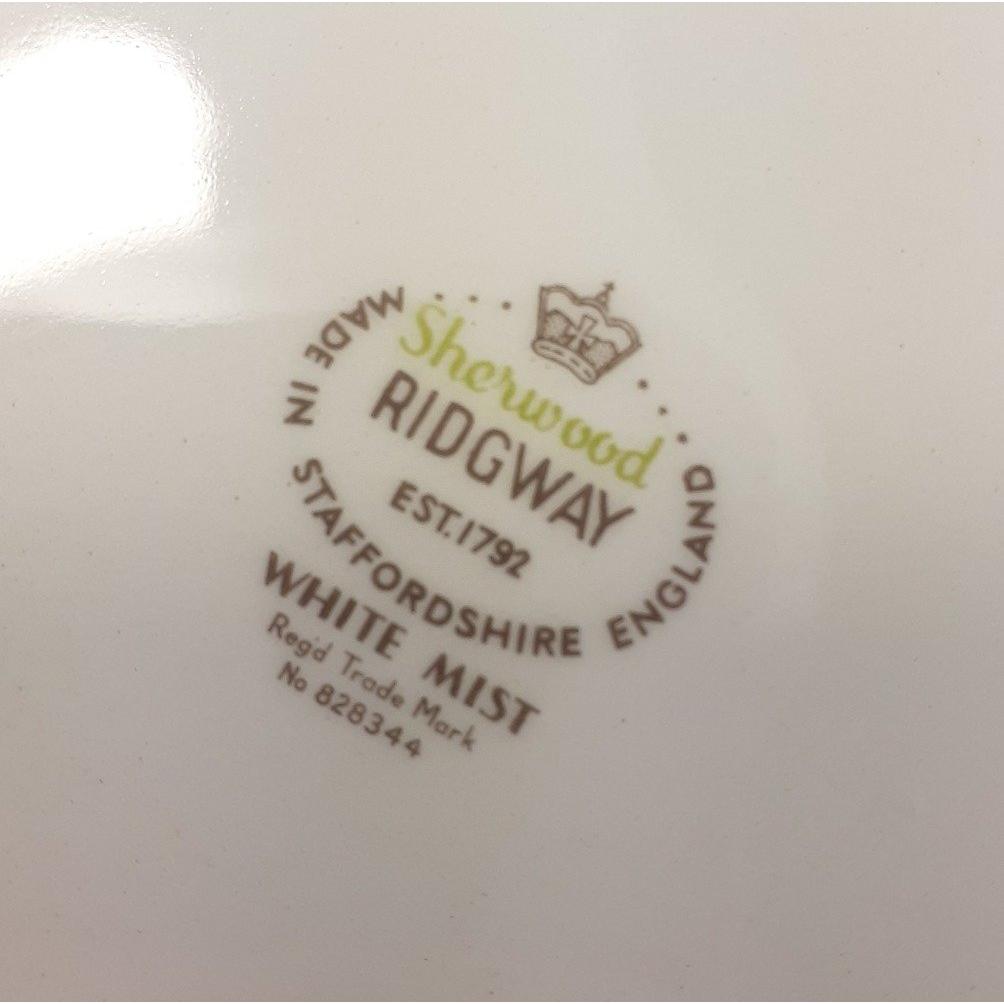 Sherwood
RIDGWAY
EST. 1792
MADE IN STAFFORDSHIRE ENGLAND
WHITE MIST
Reg'd Trade Mark
No 828344